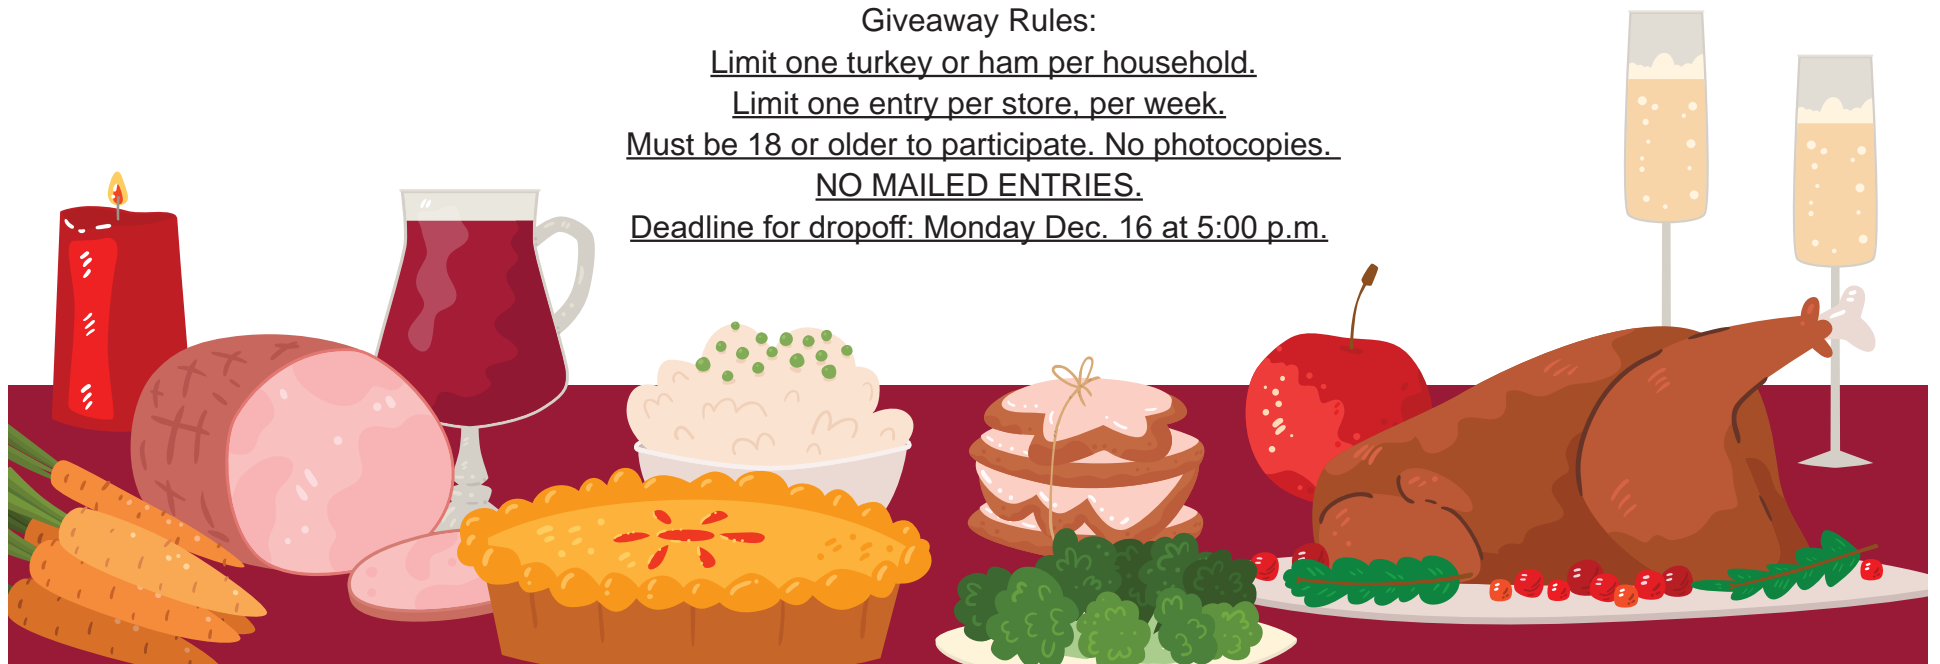 Giveaway Rules:
Limit one turkey or ham per household.
Limit one entry per store, per week.
Must be 18 or older to participate. No photocopies.
NO MAILED ENTRIES.
Deadline for dropoff: Monday Dec. 16 at 5:00 p.m.